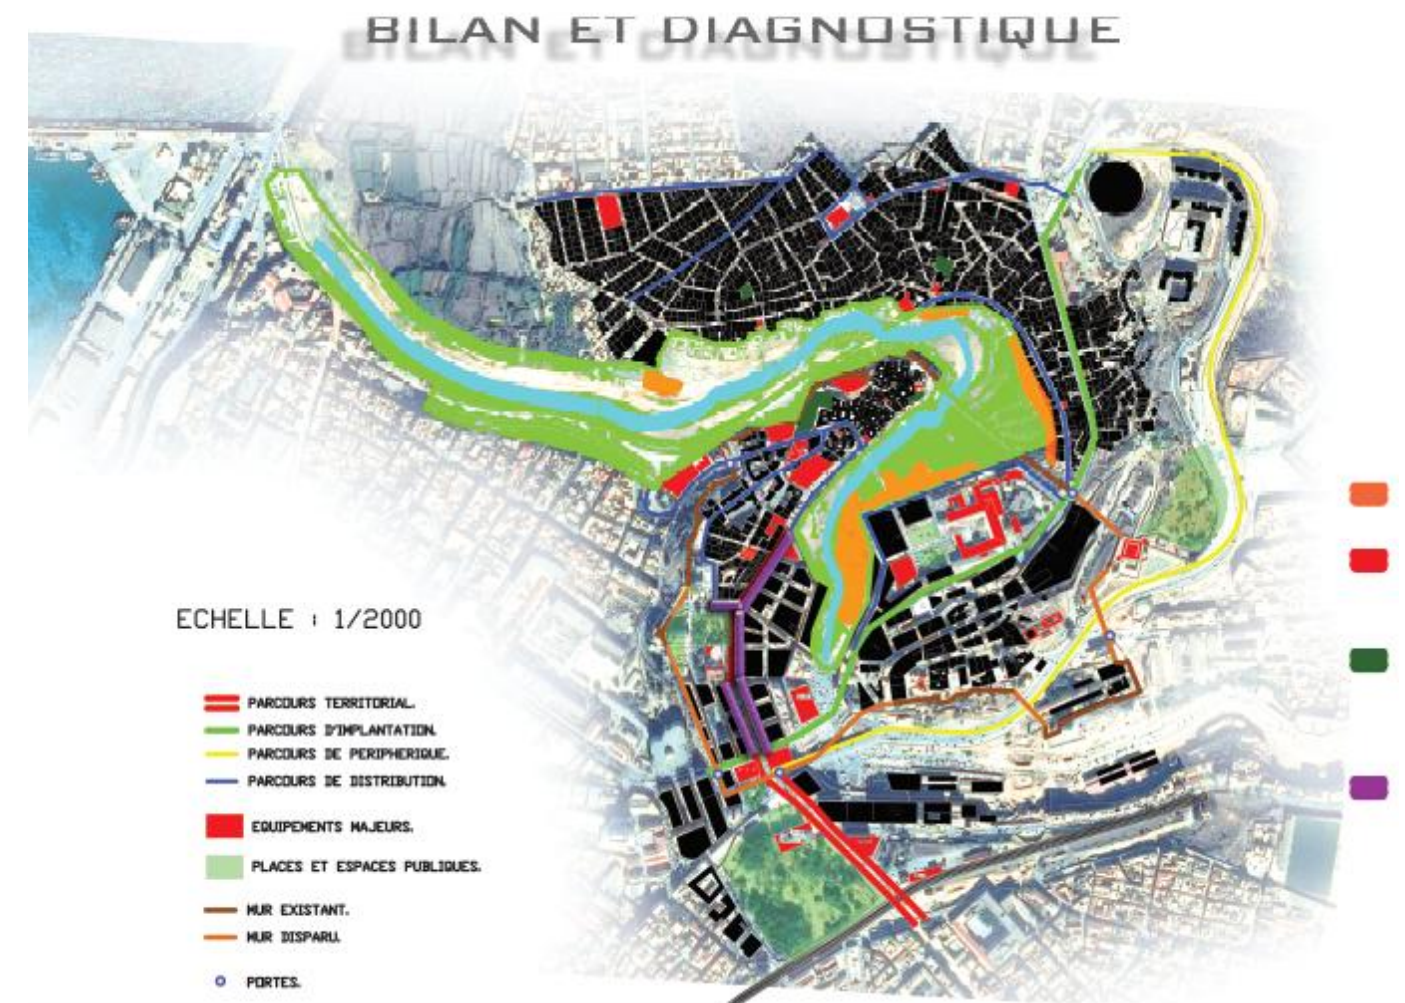 BILAN ET DIAGNOSTIQUE
ECHELLE : 1/2000
PARCOURS TERRITORIAL.
PARCOURS D'IMPLANTATION.
PARCOURS DE PERIPHERIQUE.
PARCOURS DE DISTRIBUTION.
EQUIPEMENTS MAJEURS.
PLACES ET ESPACES PUBLIQUES.
MUR EXISTANT.
MUR DISPARU.
PORTES.